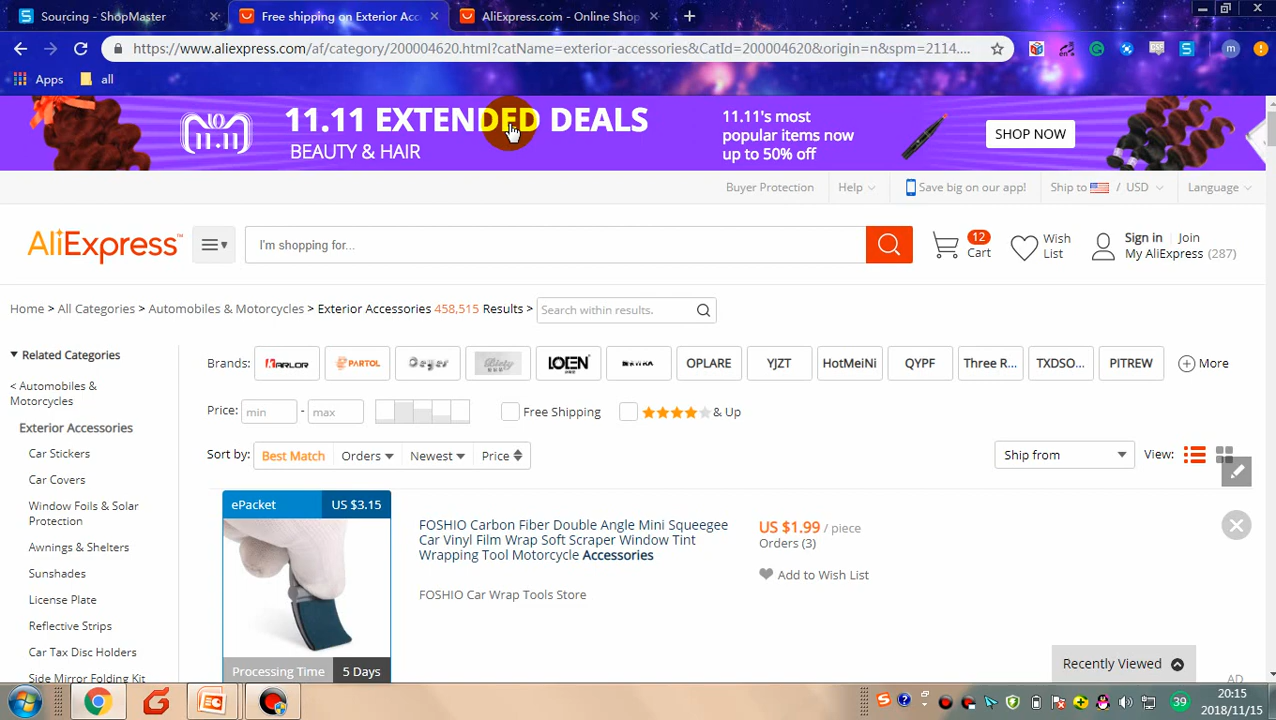 Sourcing - ShopMaster
Free shipping on Exterior Acc
AliExpress.com - Online Shop
https://www.aliexpress.com/af/category/200004620.html?catName=exterior-accessories&CatId=200004620&origin=n&spm=2114....
m
Apps
all
11.11
11.11 EXTENDED DEALS
BEAUTY & HAIR
11.11's most
popular items now
up to 50% off
SHOP NOW
Buyer Protection
Help
Save big on our app!
Ship to / USD
Language
AliExpress™
I'm shopping for...
12
Cart
Wish
List
Sign in Join
My AliExpress (287)
Home > All Categories > Automobiles & Motorcycles > Exterior Accessories 458,515 Results >
Search within results.
Related Categories
< Automobiles &
Motorcycles
Exterior Accessories
Car Stickers
Car Covers
Window Foils & Solar
Protection
Awnings & Shelters
Sunshades
License Plate
Reflective Strips
Car Tax Disc Holders
Side Mirror Folding Kit
Brands:
PARTOL
LOEN
OPLARE
YJZT
HotMeiNi
QYPF
Three R...
TXDSO...
PITREW
More
Price:
min
-
max
Free Shipping
& Up
Sort by:
Best Match
Orders
Newest
Price
Ship from
View:
ePacket
US $3.15
Processing Time
5 Days
FOSHIO Carbon Fiber Double Angle Mini Squeegee
Car Vinyl Film Wrap Soft Scraper Window Tint
Wrapping Tool Motorcycle Accessories
FOSHIO Car Wrap Tools Store
US $1.99 / piece
Orders (3)
Add to Wish List
Recently Viewed
AD
39
20:15
2018/11/15